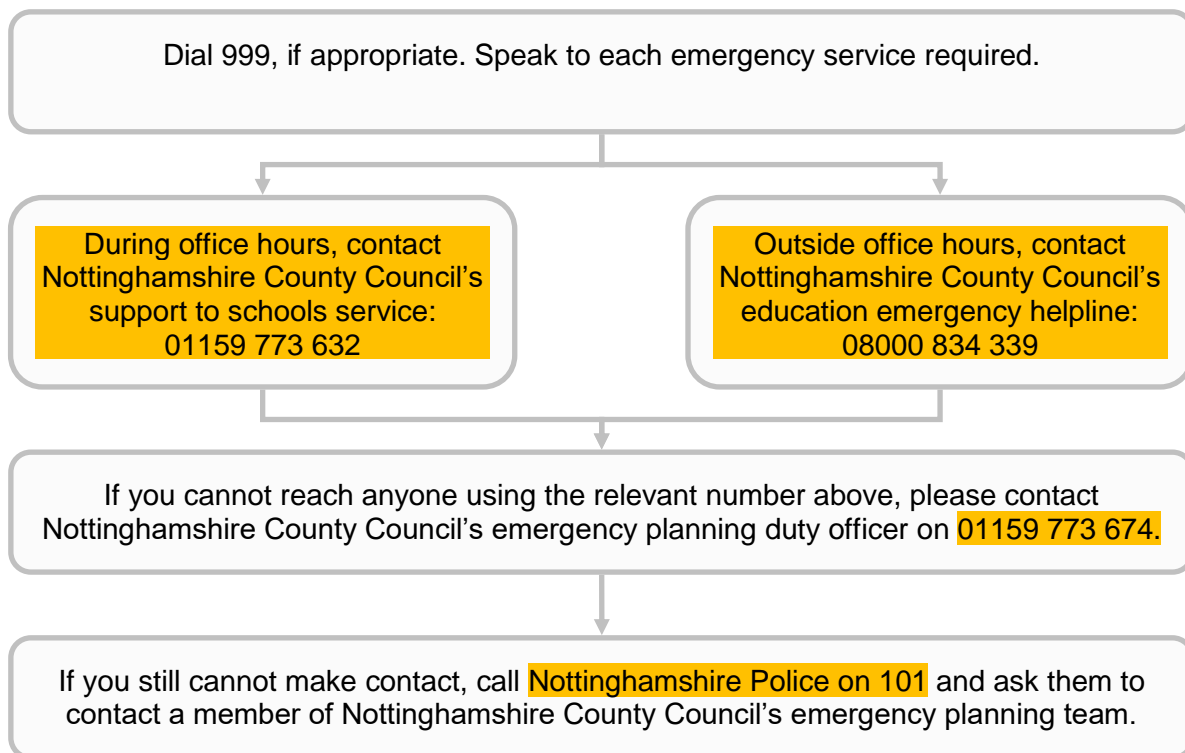 Dial 999, if appropriate. Speak to each emergency service required.
During office hours, contact
Nottinghamshire County Council’s
support to schools service:
01159 773 632
Outside office hours, contact
Nottinghamshire County Council’s
education emergency helpline:
08000 834 339
If you cannot reach anyone using the relevant number above, please contact
Nottinghamshire County Council’s emergency planning duty officer on 01159 773 674.
If you still cannot make contact, call Nottinghamshire Police on 101 and ask them to
contact a member of Nottinghamshire County Council’s emergency planning team.